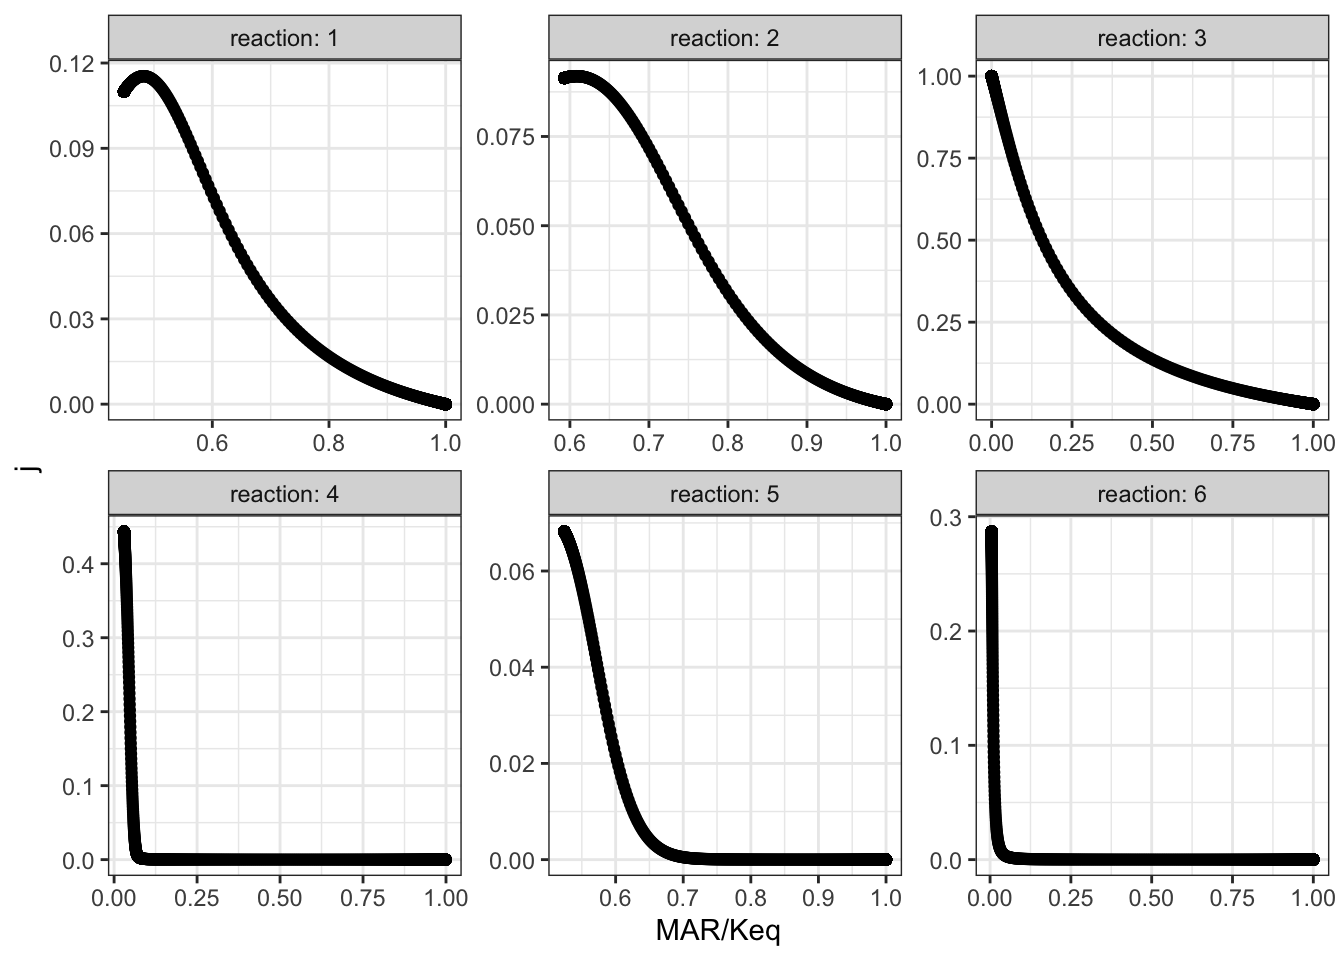 reaction: 1
reaction: 2
reaction: 3
0.12
0.09
0.06
0.03
0.00
0.075
0.050
0.025
0.000
1.00
0.75
0.50
0.25
0.00
0.6 0.8 1.0
0.6 0.7 0.8 0.9 1.0
0.00 0.25 0.50 0.75 1.00
j
reaction: 4
reaction: 5
reaction: 6
0.4
0.3
0.2
0.1
0.0
0.06
0.04
0.02
0.00
0.3
0.2
0.1
0.0
0.00 0.25 0.50 0.75 1.00
0.6 0.7 0.8 0.9 1.0
0.00 0.25 0.50 0.75 1.00
MAR/Keq